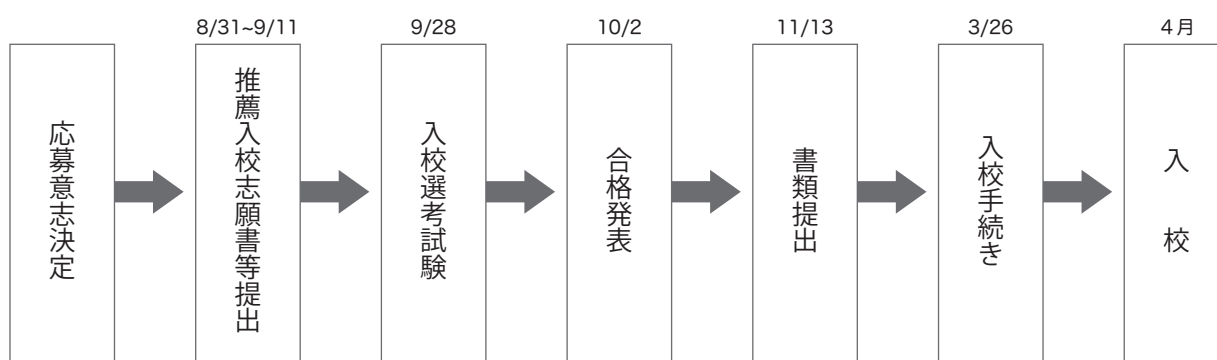 応募意志決定
8/31~9/11
推薦入校志願書等提出
9/28
入校選考試験
10/2
合格発表
11/13
書類提出
3/26
入校手続き
4月
入校